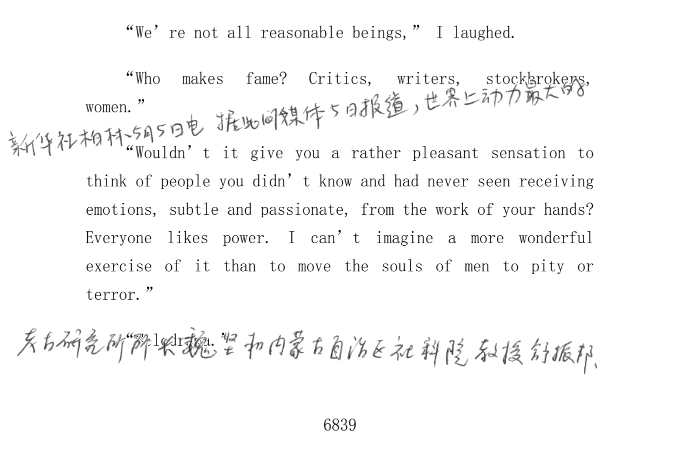 “We’re not all reasonable beings,” I laughed.
“Who makes fame? Critics, writers, stockbrokers,
women.”
新华社柏林5月5日电 据此间媒体5日报道，世界上动力最大的
“Wouldn’t it give you a rather pleasant sensation to
think of people you didn’t know and had never seen receiving
emotions, subtle and passionate, from the work of your hands?
Everyone likes power. I can’t imagine a more wonderful
exercise of it than to move the souls of men to pity or
terror.”
“Melodrama.”
考古研究所所长魏坚和内蒙古自治区社科院教授舒振邦、
6839